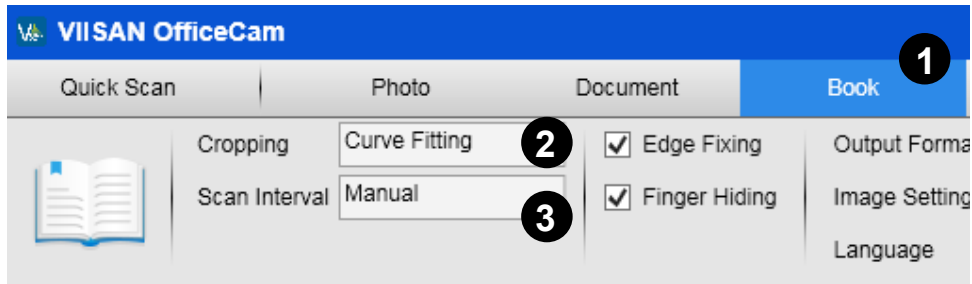 VIISAN OfficeCam
1
Quick Scan Photo Document Book
Cropping Curve Fitting 2 Edge Fixing Output Forma
Scan Interval Manual 3 Finger Hiding Image Setting
Language